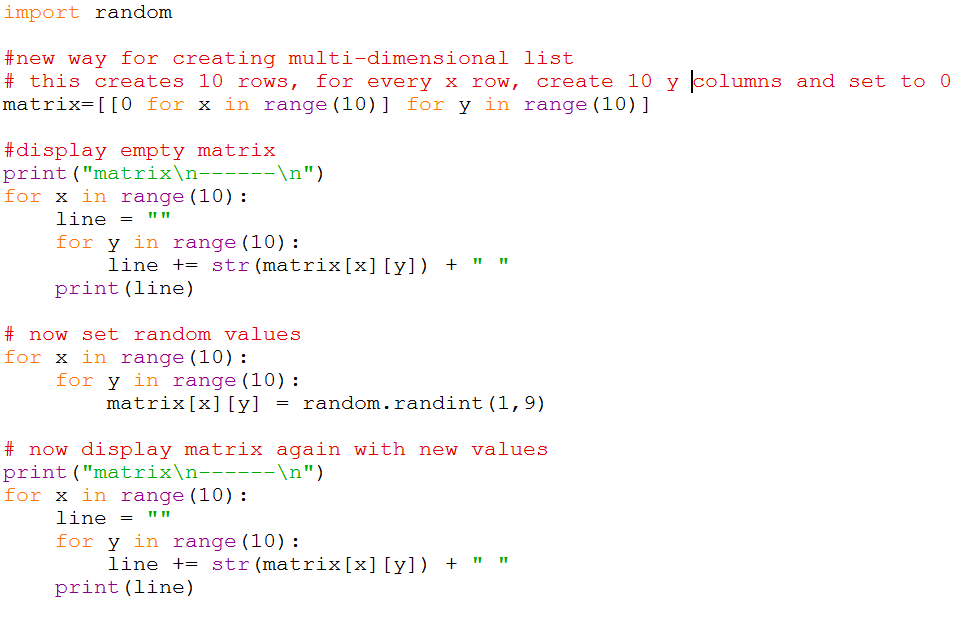 import random

#new way for creating multi-dimensional list
# this creates 10 rows, for every x row, create 10 y columns and set to 0
matrix=[[0 for x in range(10)] for y in range(10)]

#display empty matrix
print("matrix\n------\n")
for x in range(10):
    line = ""
    for y in range(10):
        line += str(matrix[x][y]) + " "
    print(line)

# now set random values
for x in range(10):
    for y in range(10):
        matrix[x][y] = random.randint(1,9)

# now display matrix again with new values
print("matrix\n------\n")
for x in range(10):
    line = ""
    for y in range(10):
        line += str(matrix[x][y]) + " "
    print(line)